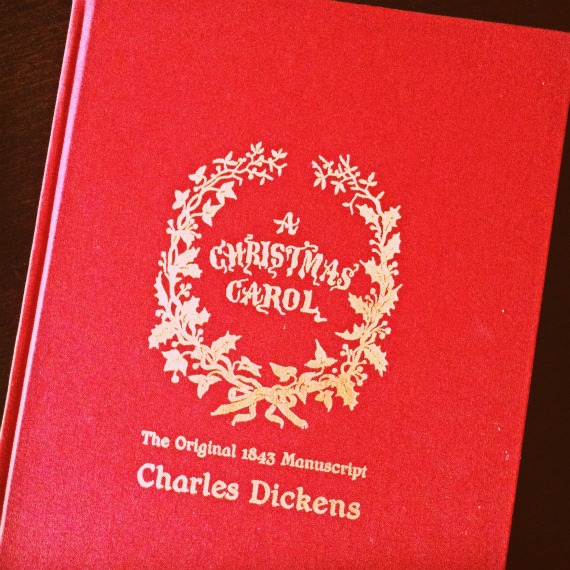 A
CHRISTMAS
CAROL
The Original 1843 Manuscript
Charles Dickens